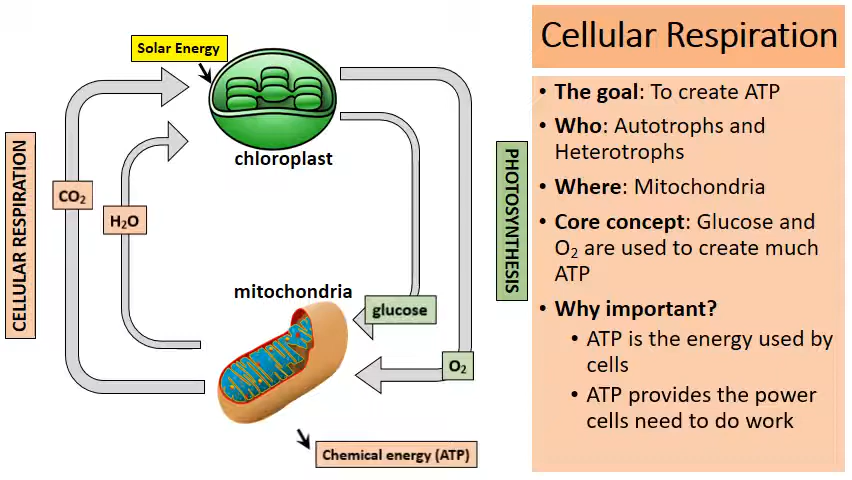 Solar Energy
chloroplast
CELLULAR RESPIRATION
CO₂
H₂O
PHOTOSYNTHESIS
mitochondria
glucose
O₂
Chemical energy (ATP)
Cellular Respiration
• The goal: To create ATP
• Who: Autotrophs and
Heterotrophs
• Where: Mitochondria
• Core concept: Glucose and
O₂ are used to create much
ATP
• Why important?
• ATP is the energy used by
cells
• ATP provides the power
cells need to do work